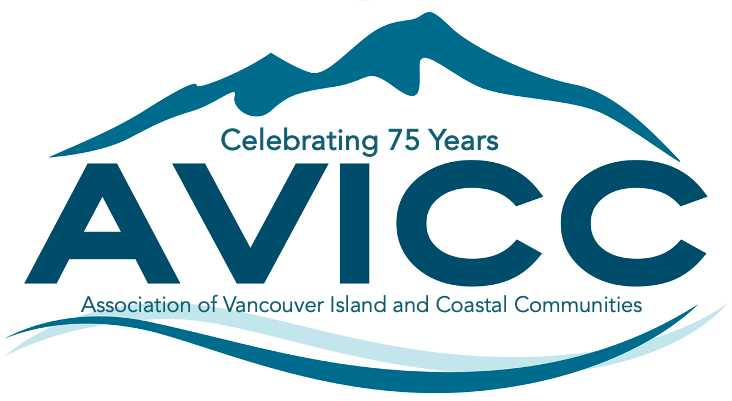 Celebrating 75 Years
AVICC
Association of Vancouver Island and Coastal Communities